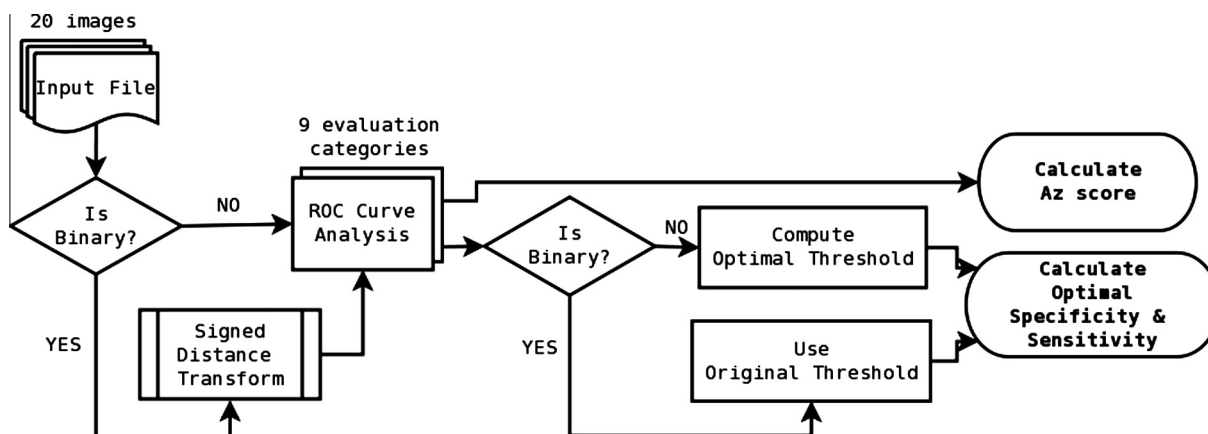 20 images
Input File
Is
Binary?
NO
YES
Signed
Distance
Transform
9 evaluation
categories
ROC Curve
Analysis
Is
Binary?
NO
YES
Compute
Optimal Threshold
Use
Original Threshold
Calculate
Az score
Calculate
Optimal
Specificity &
Sensitivity